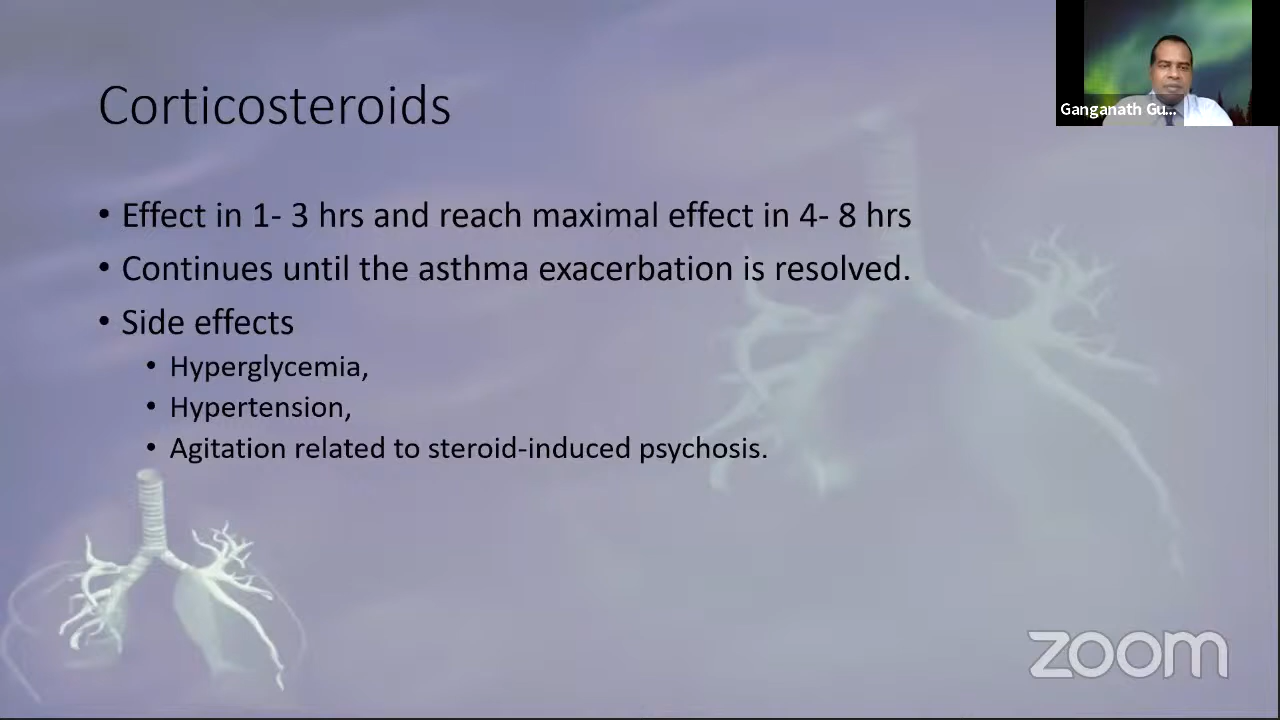 Corticosteroids
Ganganath Gu...
• Effect in 1- 3 hrs and reach maximal effect in 4- 8 hrs
• Continues until the asthma exacerbation is resolved.
• Side effects
• Hyperglycemia,
• Hypertension,
• Agitation related to steroid-induced psychosis.
zoom